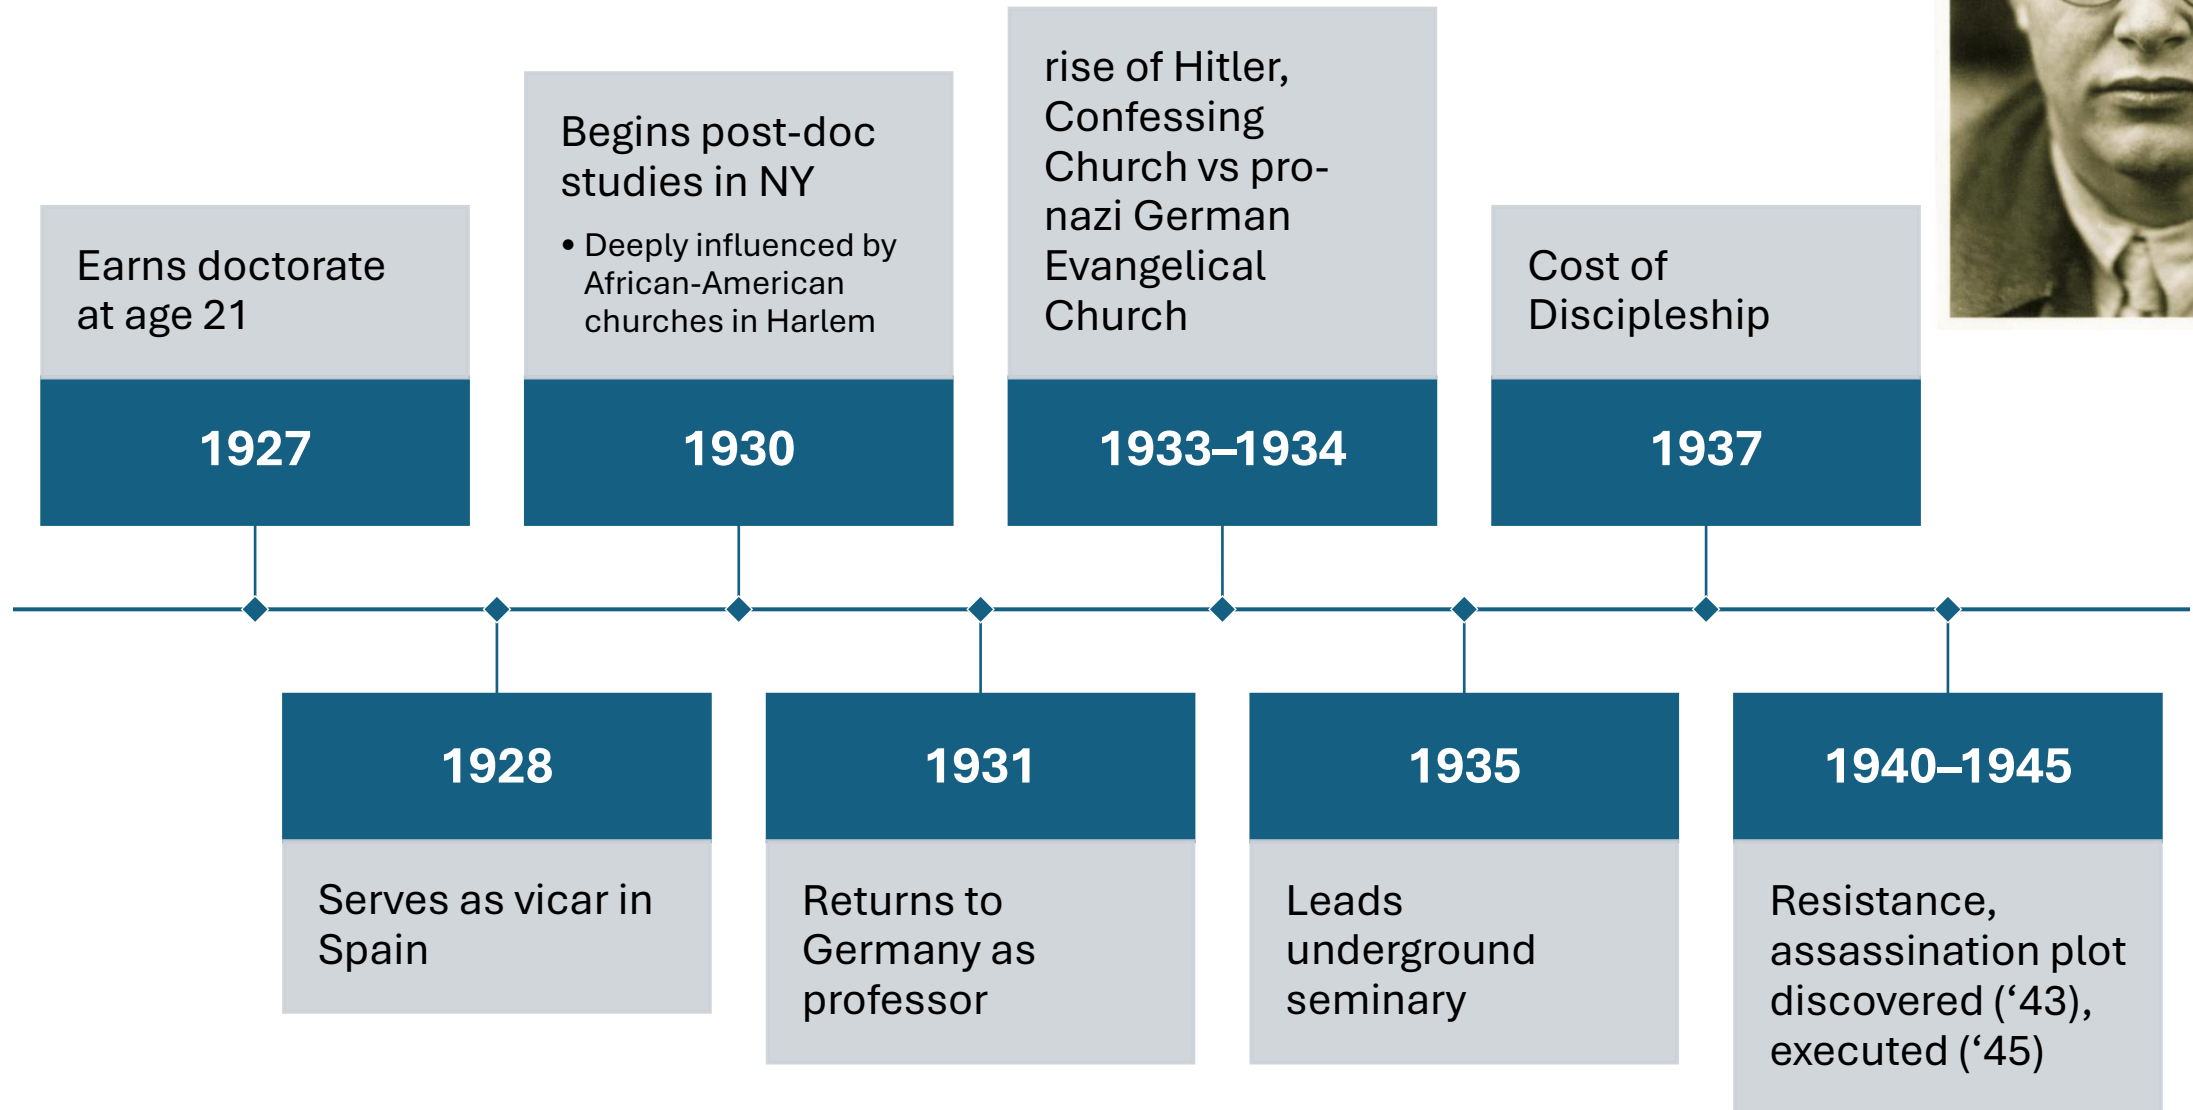 Earns doctorate
at age 21
1927
1928
Serves as vicar in
Spain
Begins post-doc
studies in NY
• Deeply influenced by
African-American
churches in Harlem
1930
1931
Returns to
Germany as
professor
rise of Hitler,
Confessing
Church vs pro-
nazi German
Evangelical
Church
1933–1934
1935
Leads
underground
seminary
Cost of
Discipleship
1937
1940–1945
Resistance,
assassination plot
discovered (‘43),
executed (‘45)